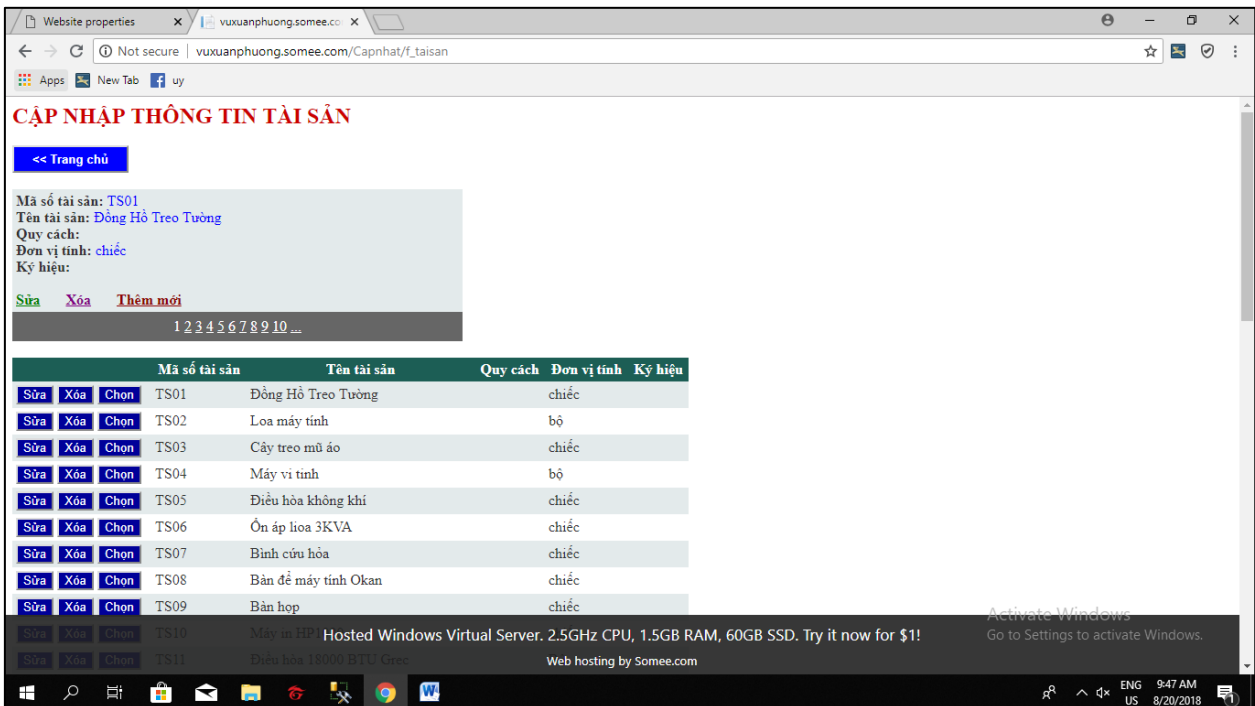 Website properties
vuxuanphuong.somee.co
Not secure | vuxuanphuong.somee.com/Capnhat/f_taisan
Apps New Tab uy
CẬP NHẬP THÔNG TIN TÀI SẢN
<< Trang chủ
Mã số tài sản: TS01
Tên tài sản: Đồng Hồ Treo Tường
Quy cách:
Đơn vị tính: chiếc
Ký hiệu:
Sửa Xóa Thêm mới
1 2 3 4 5 6 7 8 9 10 ...
Mã số tài sản Tên tài sản Quy cách Đơn vị tính Ký hiệu
Sửa Xóa Chọn TS01 Đồng Hồ Treo Tường chiếc
Sửa Xóa Chọn TS02 Loa máy tính bộ
Sửa Xóa Chọn TS03 Cây treo mũ áo chiếc
Sửa Xóa Chọn TS04 Máy vi tính bộ
Sửa Xóa Chọn TS05 Điều hòa không khí chiếc
Sửa Xóa Chọn TS06 Ổn áp lioa 3KVA chiếc
Sửa Xóa Chọn TS07 Bình cứu hỏa chiếc
Sửa Xóa Chọn TS08 Bàn để máy tính Okan chiếc
Sửa Xóa Chọn TS09 Bàn họp chiếc
Activate Windows
Go to Settings to activate Windows.
Sửa Xóa Chọn TS10 Máy in
Hosted Windows Virtual Server. 2.5GHz CPU, 1.5GB RAM, 60GB SSD. Try it now for $1!
Sửa Xóa Chọn TS11 Điều hòa 18000 BTU Gree
Web hosting by Somee.com
ENG 9:47 AM
US 8/20/2018